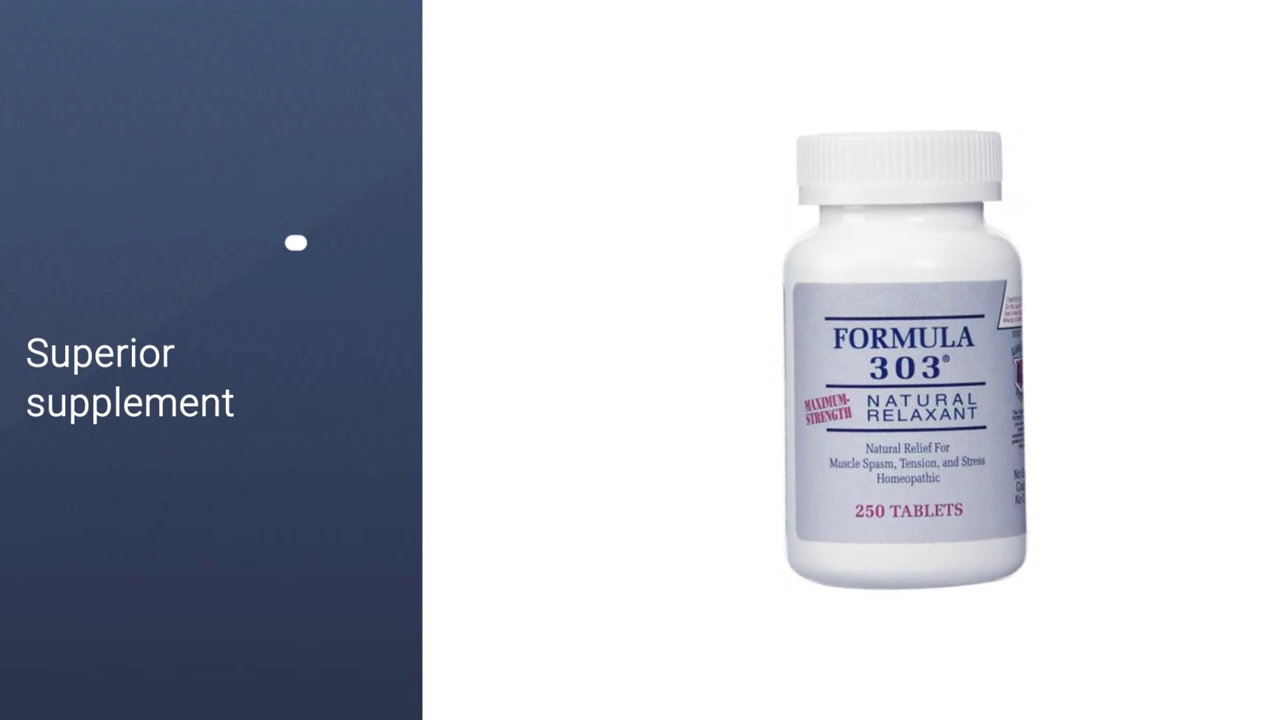 Superior
supplement
FORMULA
303®
MAXIMUM-
STRENGTH
NATURAL
RELAXANT
Natural Relief For
Muscle Spasm, Tension, and Stress
Homeopathic
250 TABLETS